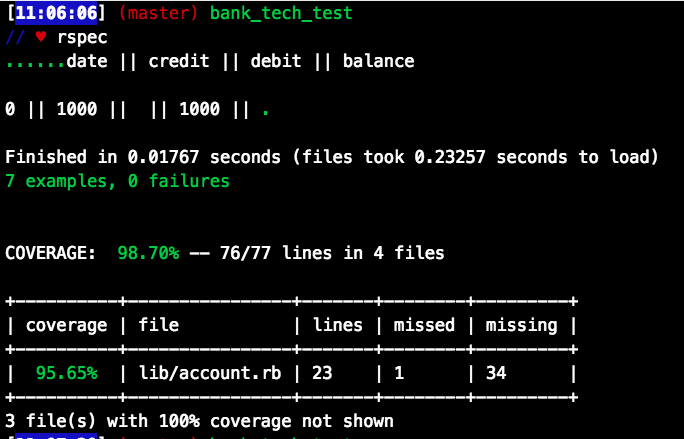 [11:06:06] (master) bank_tech_test
// ♥ rspec
......date || credit || debit || balance
0 || 1000 ||  || 1000 || .
Finished in 0.01767 seconds (files took 0.23257 seconds to load)
7 examples, 0 failures
COVERAGE:  98.70% -- 76/77 lines in 4 files
+----------+----------------+-------+--------+---------+
| coverage | file           | lines | missed | missing |
+----------+----------------+-------+--------+---------+
|  95.65%  | lib/account.rb | 23    | 1      | 34      |
+----------+----------------+-------+--------+---------+
3 file(s) with 100% coverage not shown